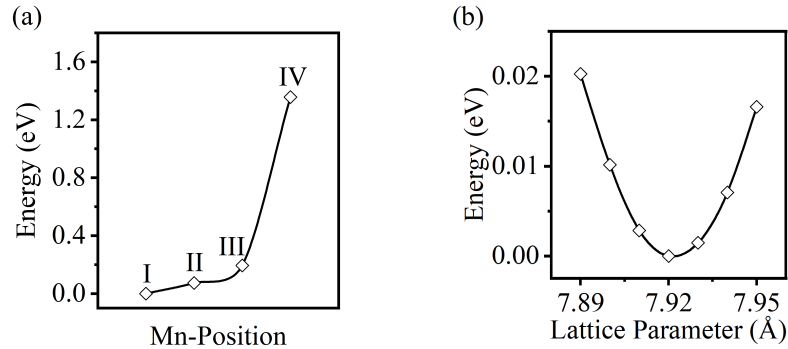 (a)
Energy (eV)
1.6
1.2
0.8
0.4
0.0
I
II
III
IV
Mn-Position
(b)
Energy (eV)
0.02
0.01
0.00
7.89 7.92 7.95
Lattice Parameter (Å)